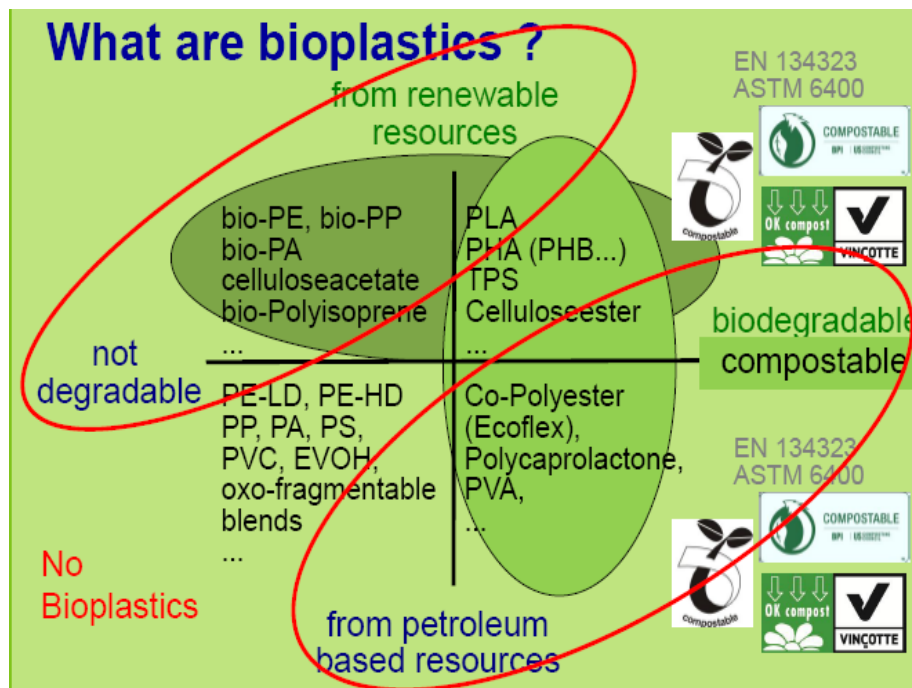 What are bioplastics ?
from renewable
resources
EN 134323
ASTM 6400
COMPOSTABLE
BPI
compostable
OK compost
VINÇOTTE
bio-PE, bio-PP
bio-PA
celluloseacetate
bio-Polyisoprene
...
PLA
PHA (PHB...)
TPS
Celluloseester
...
not
degradable
biodegradable
compostable
PE-LD, PE-HD
PP, PA, PS,
PVC, EVOH,
oxo-fragmentable
blends
...
Co-Polyester
(Ecoflex),
Polycaprolactone,
PVA,
...
EN 134323
ASTM 6400
COMPOSTABLE
BPI
compostable
OK compost
VINÇOTTE
No
Bioplastics
from petroleum
based resources